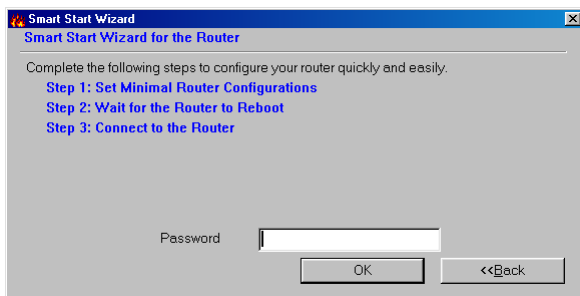 Smart Start Wizard
Smart Start Wizard for the Router
Complete the following steps to configure your router quickly and easily.
Step 1: Set Minimal Router Configurations
Step 2: Wait for the Router to Reboot
Step 3: Connect to the Router
Password
OK
<<Back